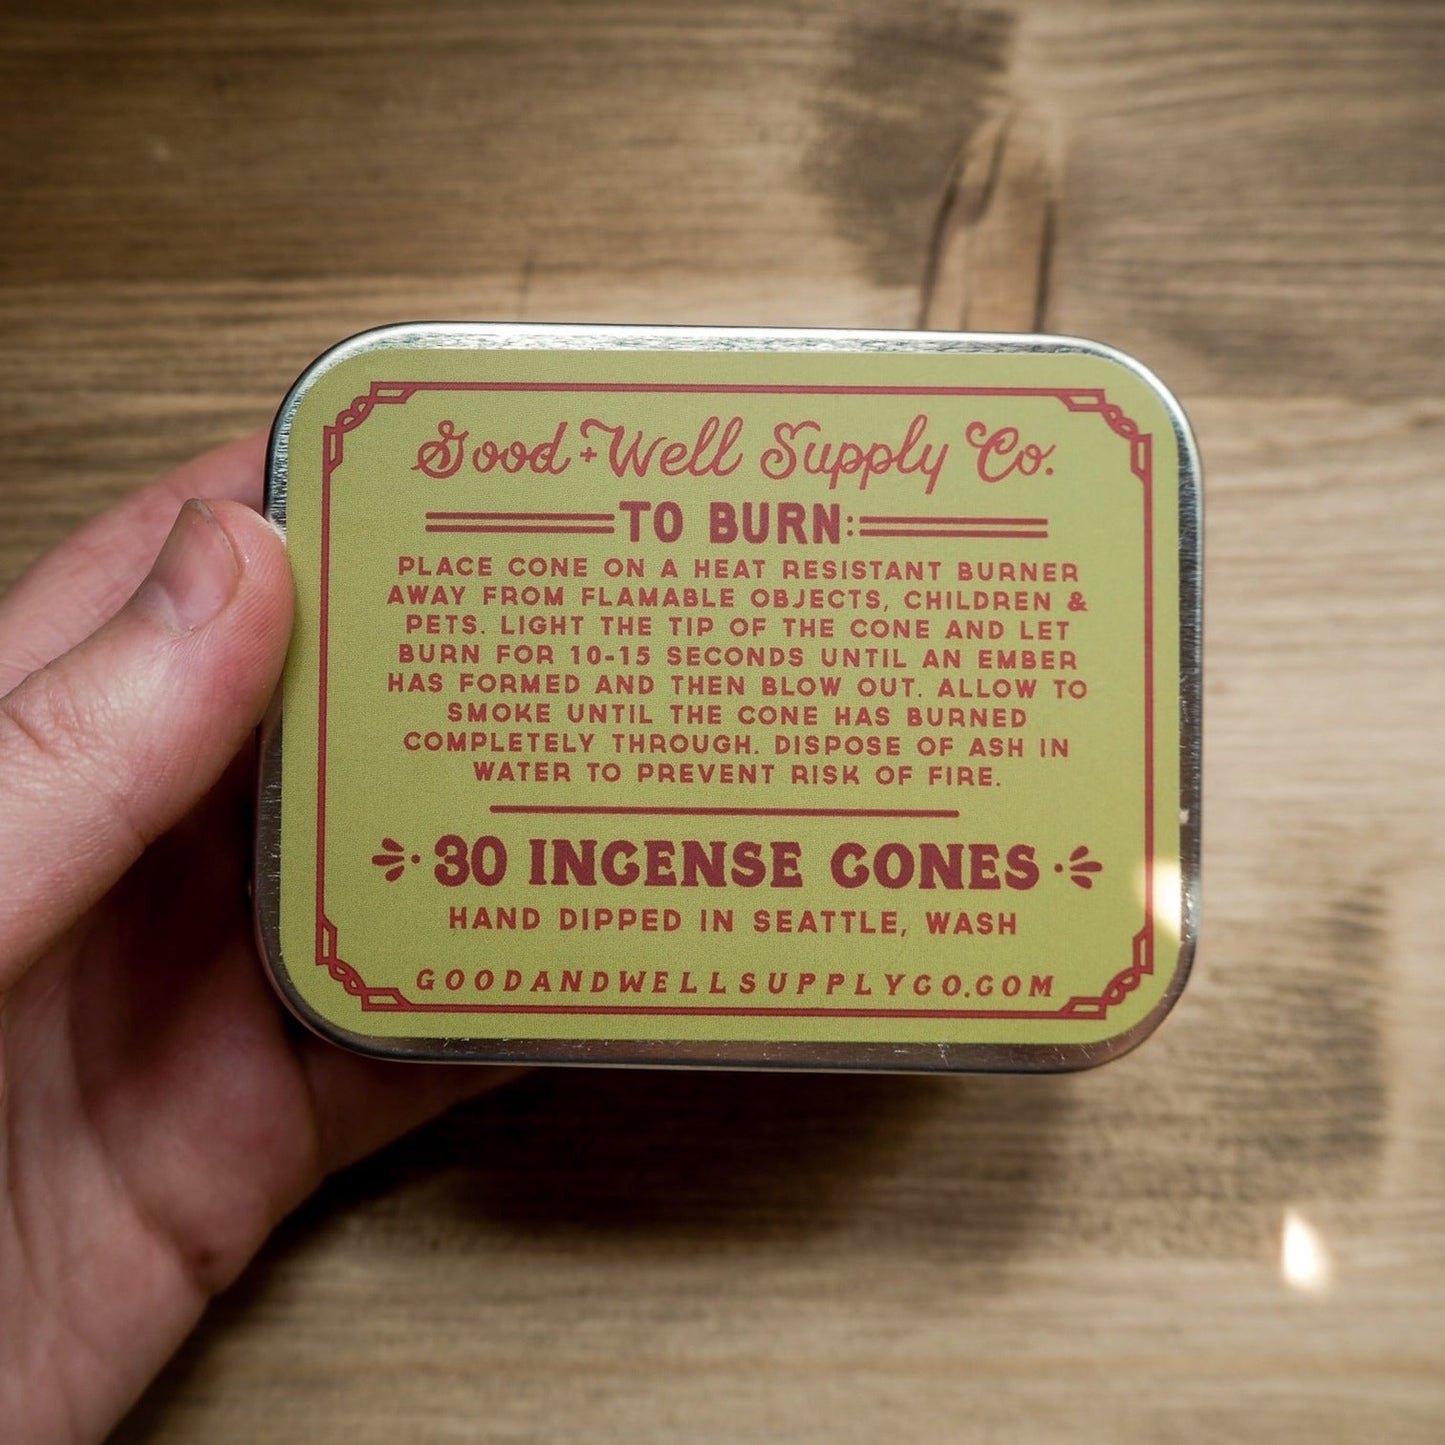 Good + Well Supply Co.
TO BURN:
PLACE CONE ON A HEAT RESISTANT BURNER
AWAY FROM FLAMABLE OBJECTS, CHILDREN &
PETS. LIGHT THE TIP OF THE CONE AND LET
BURN FOR 10-15 SECONDS UNTIL AN EMBER
HAS FORMED AND THEN BLOW OUT. ALLOW TO
SMOKE UNTIL THE CONE HAS BURNED
COMPLETELY THROUGH. DISPOSE OF ASH IN
WATER TO PREVENT RISK OF FIRE.
30 INCENSE CONES
HAND DIPPED IN SEATTLE, WASH
GOODANDWELLSUPPLYCO.COM